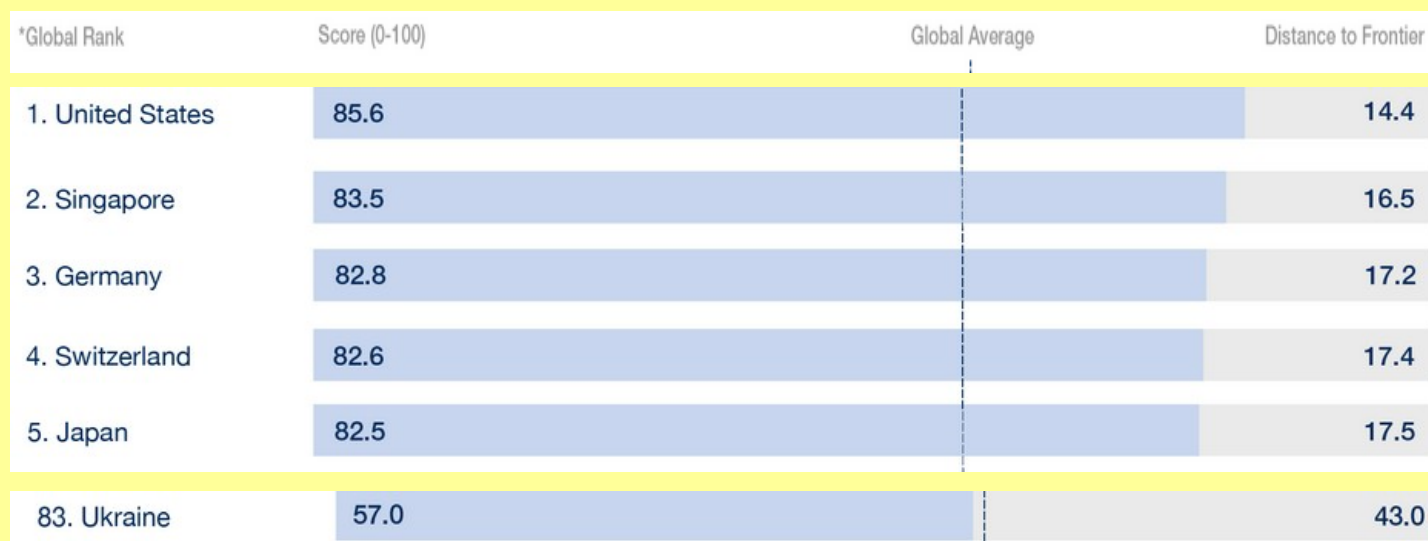 *Global Rank Score (0-100) Global Average Distance to Frontier
1. United States 85.6 14.4
2. Singapore 83.5 16.5
3. Germany 82.8 17.2
4. Switzerland 82.6 17.4
5. Japan 82.5 17.5
83. Ukraine 57.0 43.0